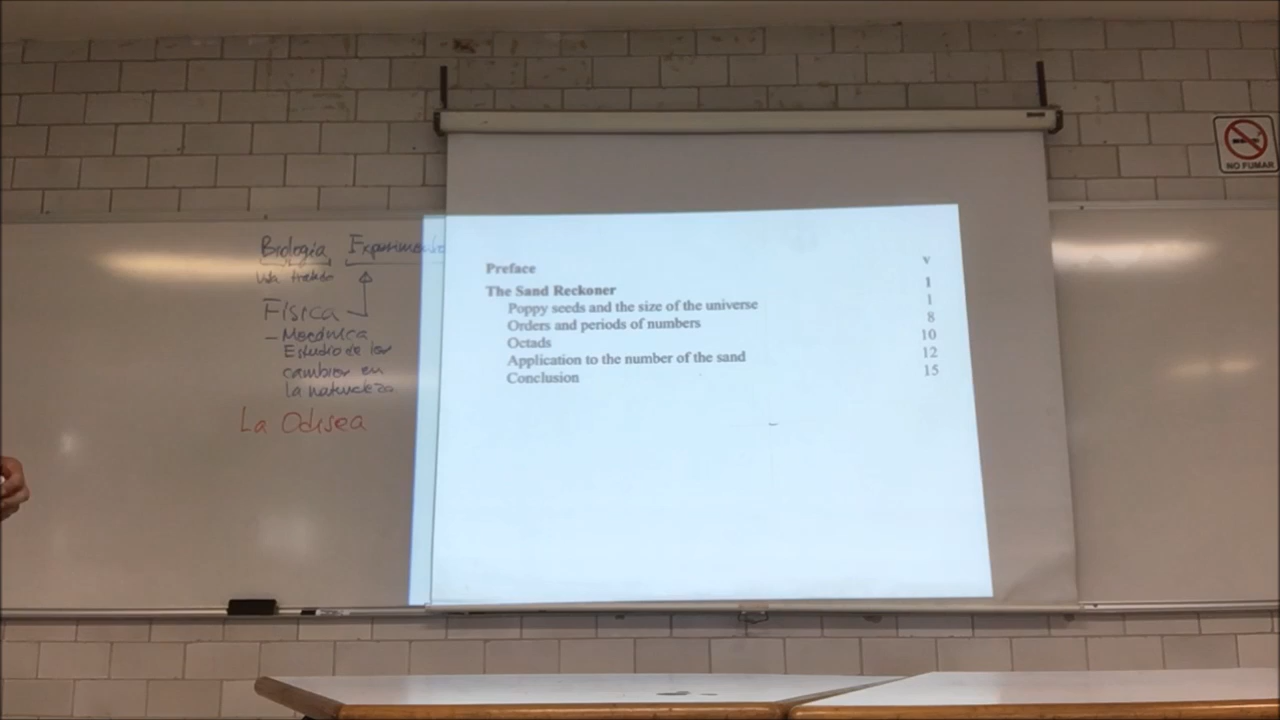 Biología Experimento
Física
- Mecánica
Estudio de los
cambios en
la naturaleza.
La Odisea
Preface v
The Sand Reckoner 1
Poppy seeds and the size of the universe 1
Orders and periods of numbers 8
Octads 10
Application to the number of the sand 12
Conclusion 15
NO FUMAR